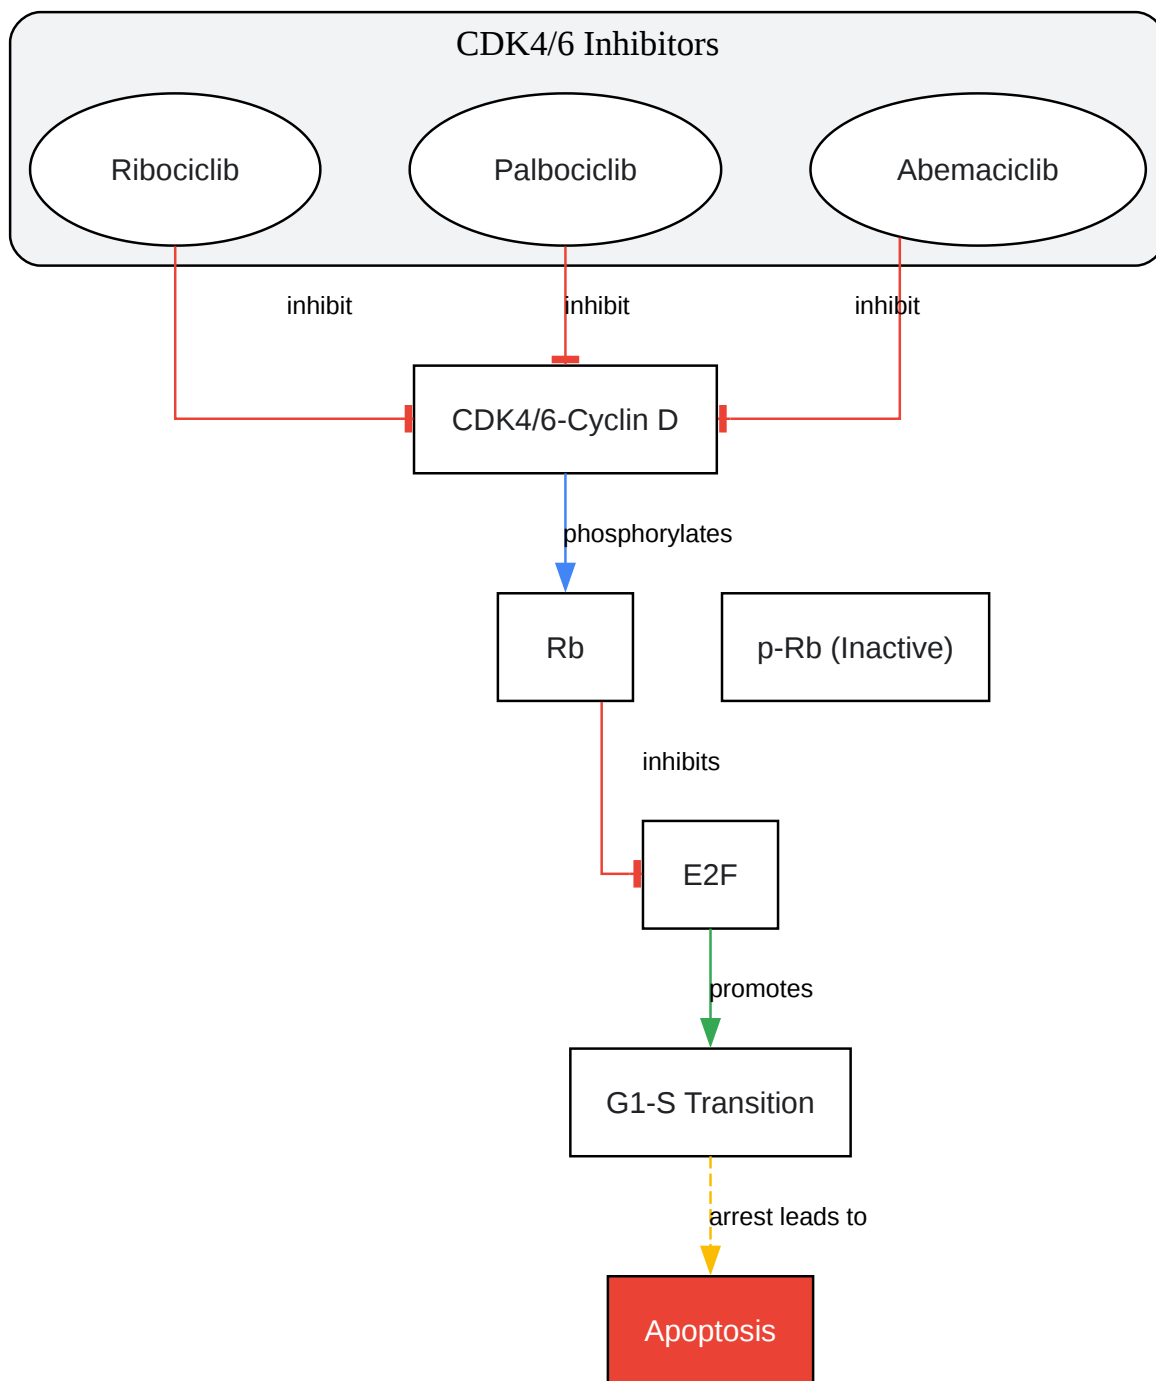 CDK4/6 Inhibitors
Ribociclib
Palbociclib
Abemaciclib
inhibit
inhibit
inhibit
CDK4/6-Cyclin D
phosphorylates
Rb
p-Rb (Inactive)
inhibits
E2F
promotes
G1-S Transition
arrest leads to
Apoptosis